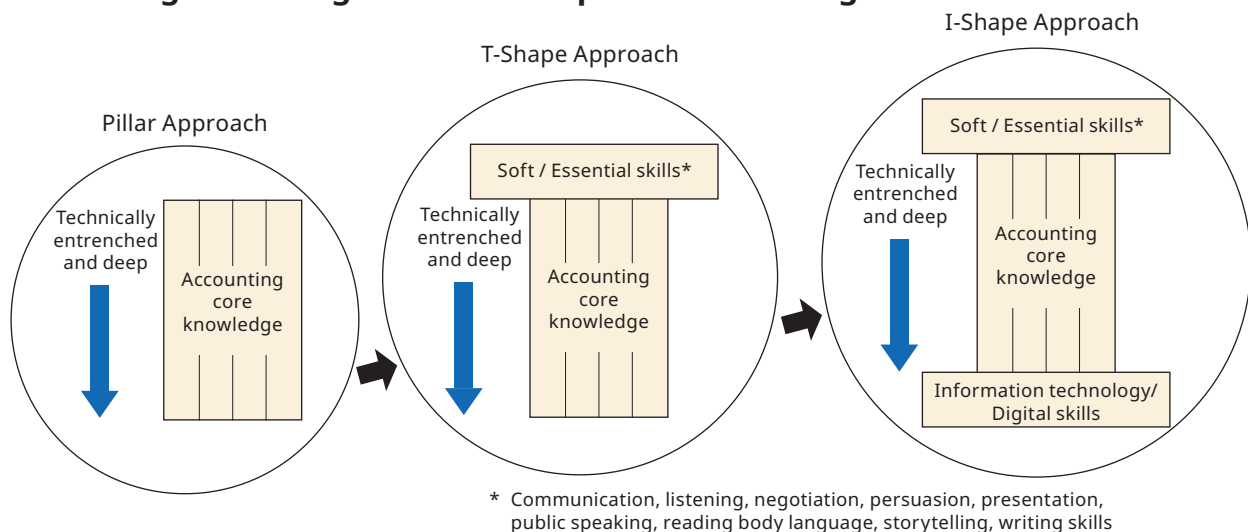 Pillar Approach
Technically
entrenched
and deep
Accounting
core
knowledge
T-Shape Approach
Soft / Essential skills*
Technically
entrenched
and deep
Accounting
core
knowledge
I-Shape Approach
Soft / Essential skills*
Technically
entrenched
and deep
Accounting
core
knowledge
Information technology/
Digital skills
* Communication, listening, negotiation, persuasion, presentation,
public speaking, reading body language, storytelling, writing skills